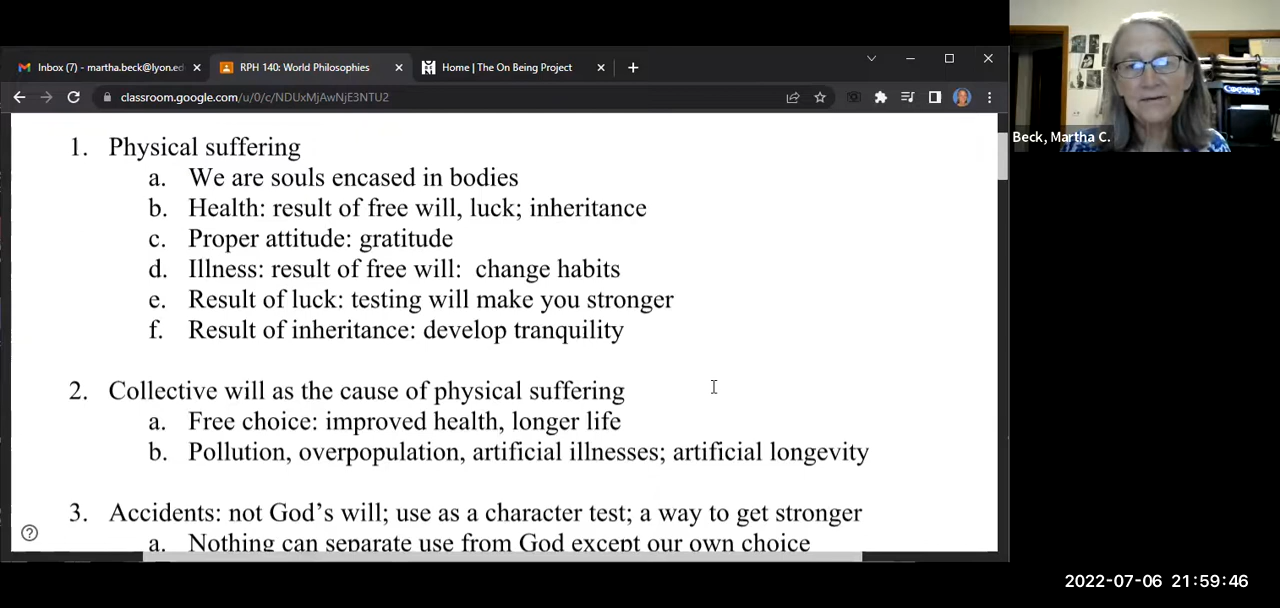 Inbox (7) - martha.beck@lyon.ed
RPH 140: World Philosophies
Home | The On Being Project
classroom.google.com/u/0/c/NDUxMjAwNjE3NTU2
Beck, Martha C.
1. Physical suffering
a. We are souls encased in bodies
b. Health: result of free will, luck; inheritance
c. Proper attitude: gratitude
d. Illness: result of free will: change habits
e. Result of luck: testing will make you stronger
f. Result of inheritance: develop tranquility
2. Collective will as the cause of physical suffering
a. Free choice: improved health, longer life
b. Pollution, overpopulation, artificial illnesses; artificial longevity
3. Accidents: not God’s will; use as a character test; a way to get stronger
a. Nothing can separate use from God except our own choice
2022-07-06 21:59:46